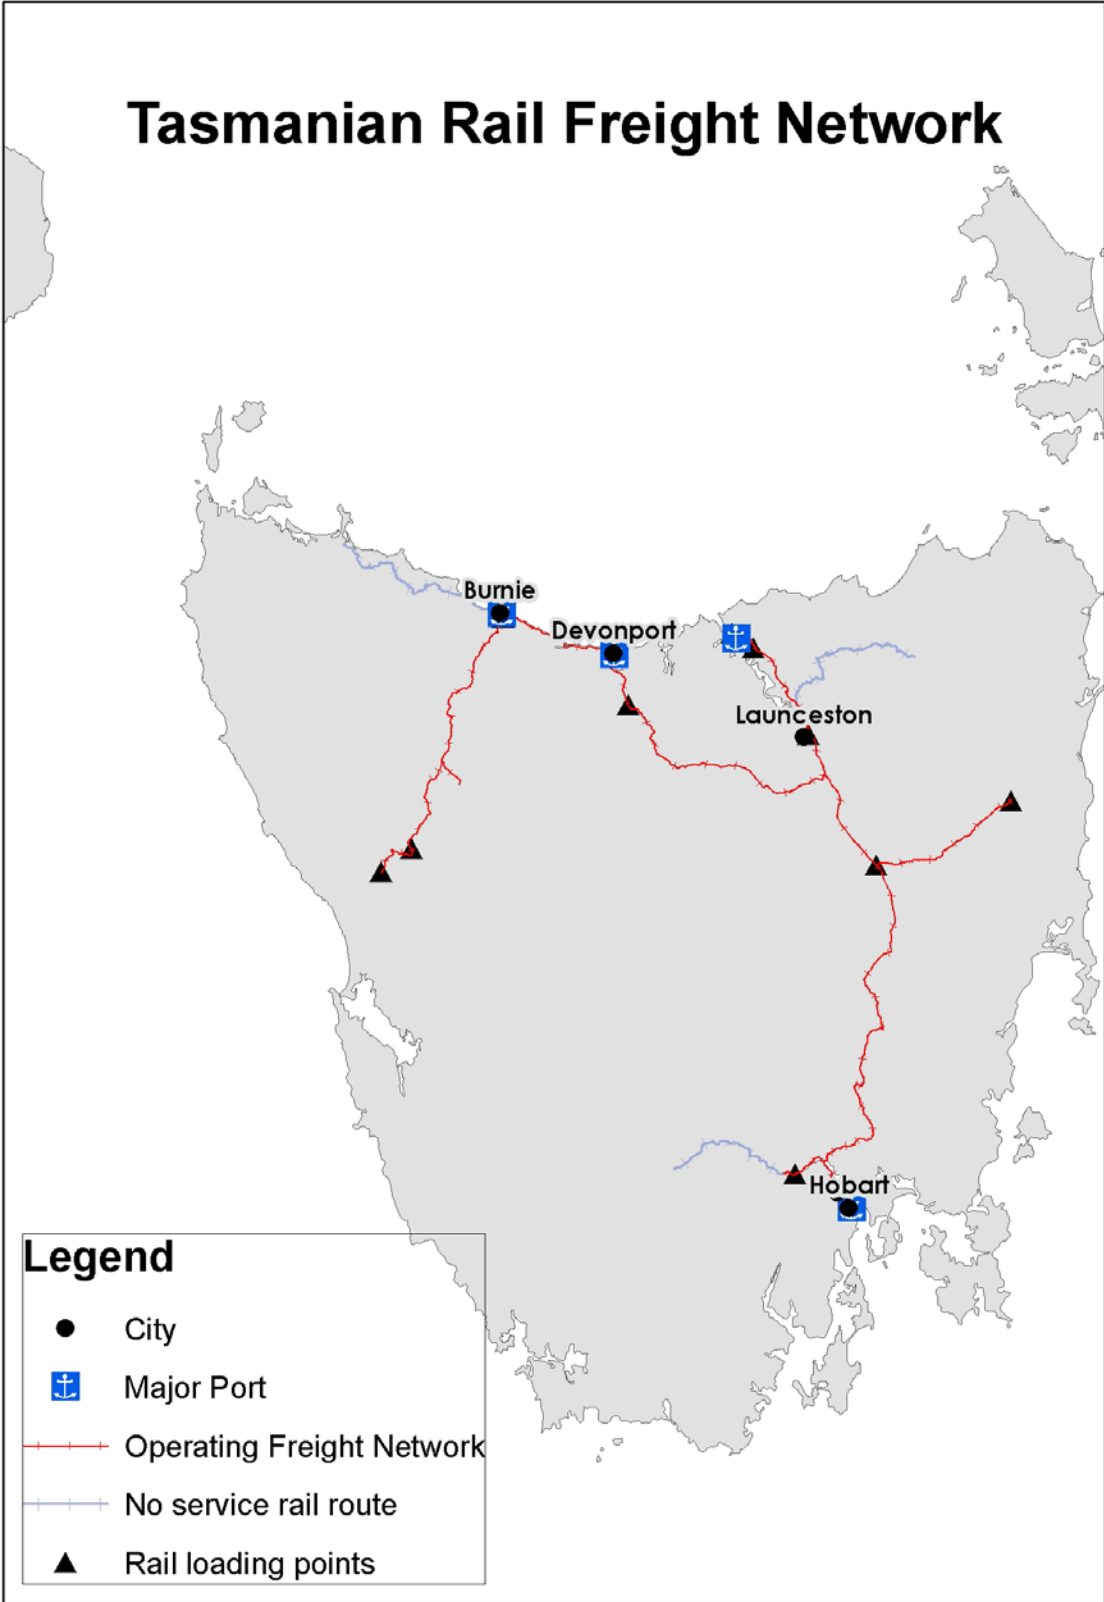 Tasmanian Rail Freight Network
Burnie
Devonport
Launceston
Hobart
Legend
City
Major Port
Operating Freight Network
No service rail route
Rail loading points